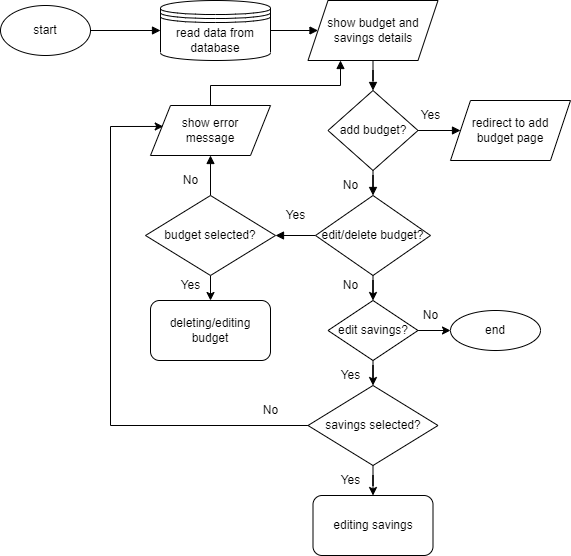 start
read data from
database
show budget and
savings details
show error
message
add budget?
Yes
redirect to add
budget page
No
No
budget selected?
Yes
edit/delete budget?
Yes
No
deleting/editing
budget
edit savings?
No
end
Yes
No
savings selected?
Yes
editing savings